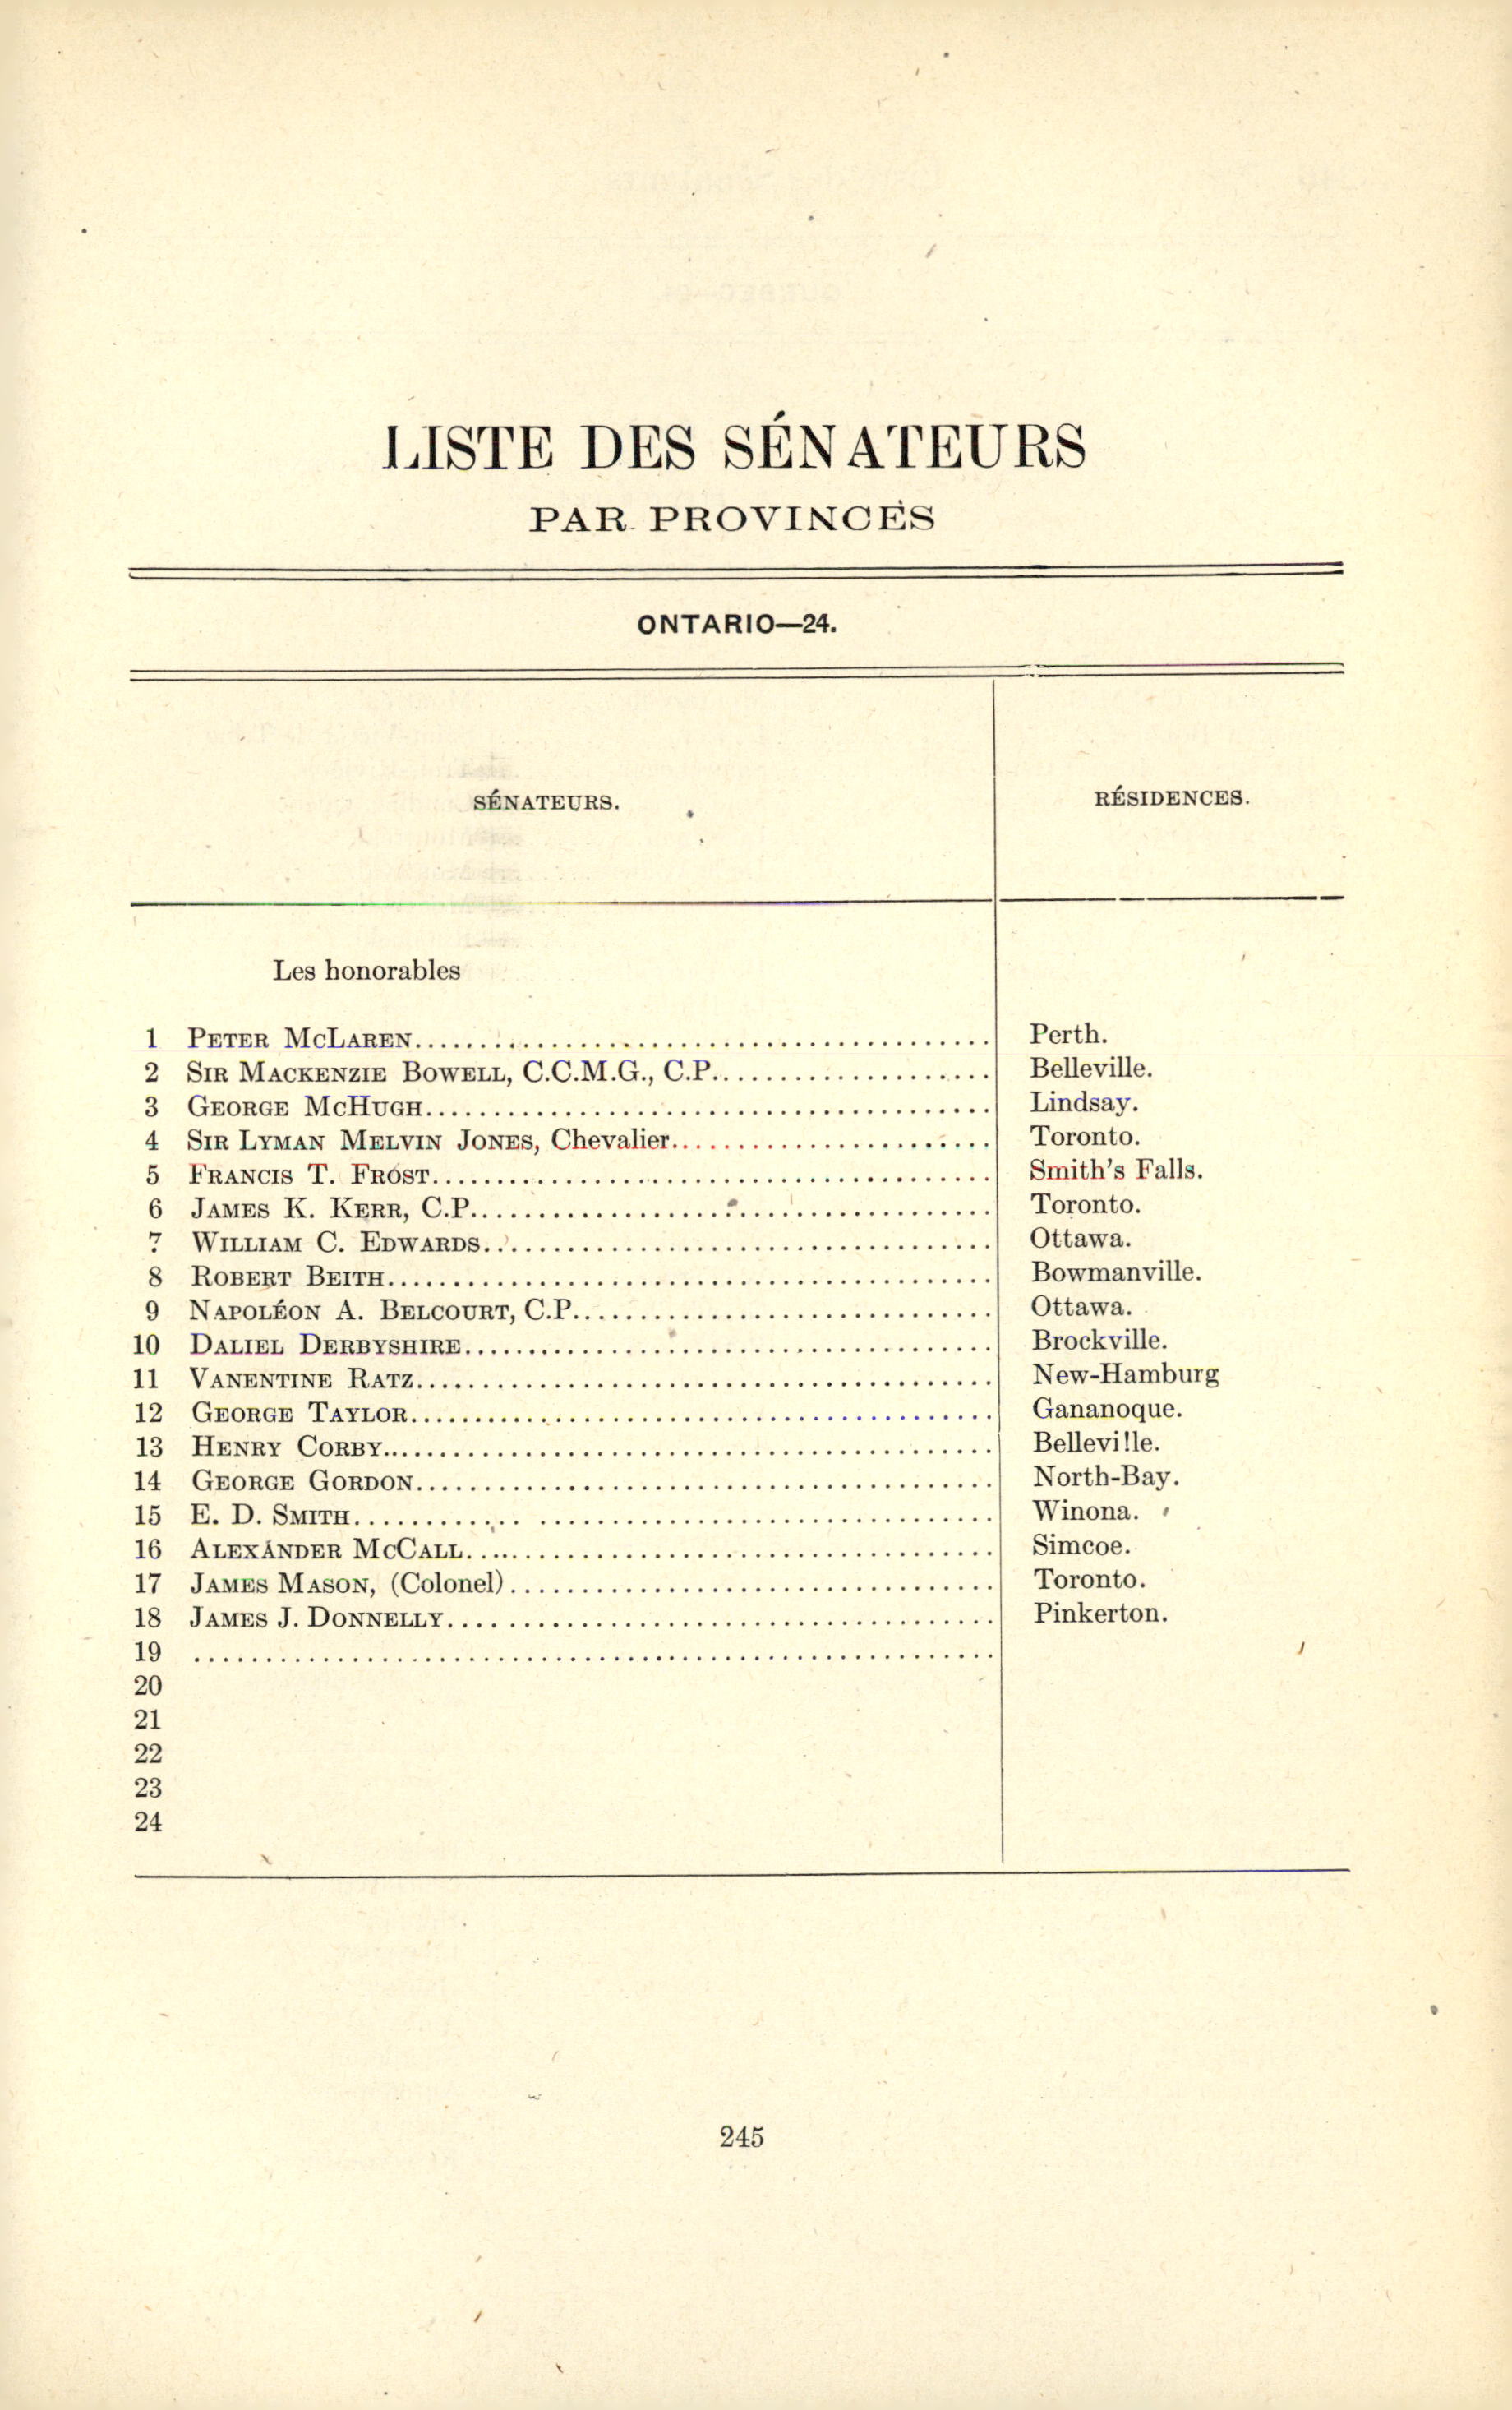 LISTE DES SÉNATEURS
PAR PROVINCES
ONTARIO—24.
SÉNATEURS.
RÉSIDENCES.
Les honorables
1 PETER MCLAREN.......... Perth.
2 SIR MACKENZIE BOWELL, C.C.M.G., C.P.......... Belleville.
3 GEORGE MCHUGH.......... Lindsay.
4 SIR LYMAN MELVIN JONES, Chevalier.......... Toronto.
5 FRANCIS T. FROST.......... Smith's Falls.
6 JAMES K. KERR, C.P.......... Toronto.
7 WILLIAM C. EDWARDS.......... Ottawa.
8 ROBERT BEITH.......... Bowmanville.
9 NAPOLÉON A. BELCOURT, C.P.......... Ottawa.
10 DALIEL DERBYSHIRE.......... Brockville.
11 VANENTINE RATZ.......... New-Hamburg
12 GEORGE TAYLOR.......... Gananoque.
13 HENRY CORBY.......... Belleville.
14 GEORGE GORDON.......... North-Bay.
15 E. D. SMITH.......... Winona.
16 ALEXANDER MCCALL.......... Simcoe.
17 JAMES MASON, (Colonel).......... Toronto.
18 JAMES J. DONNELLY.......... Pinkerton.
19 ..........
20
21
22
23
24
245